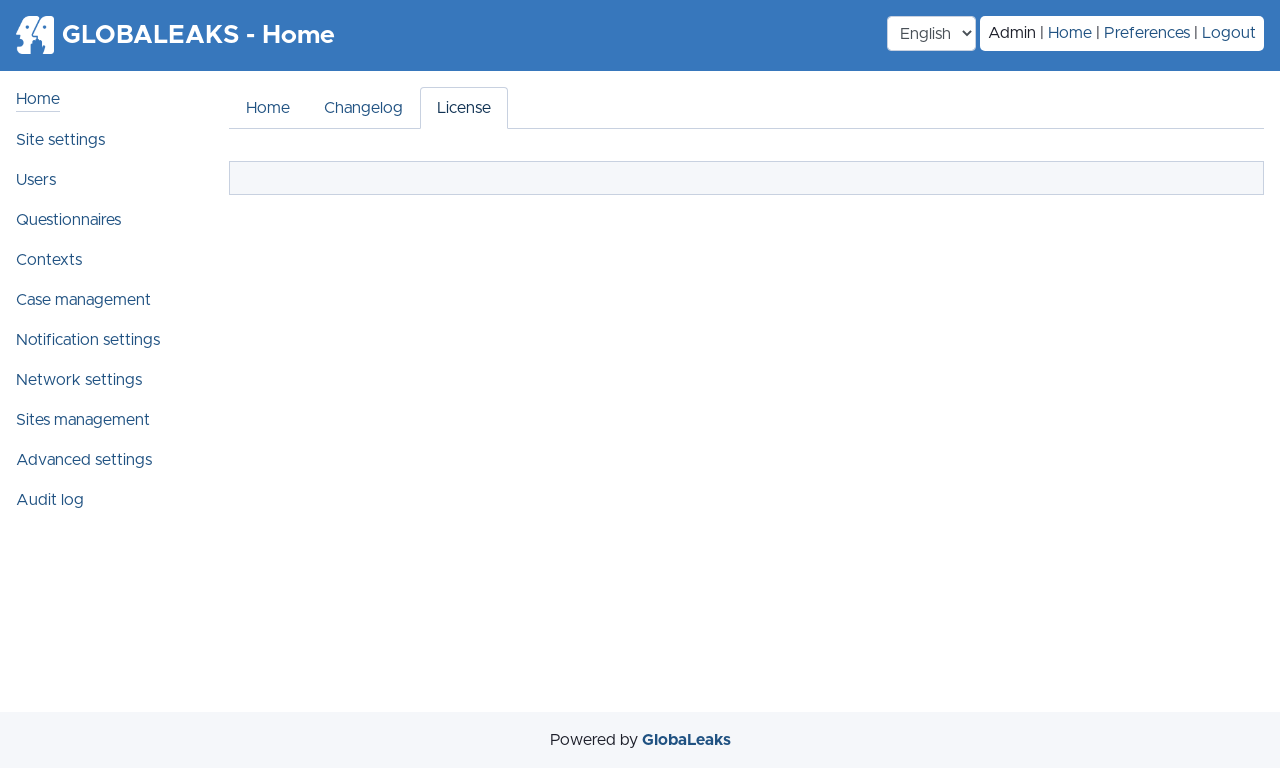 GLOBALEAKS - Home
English
Admin | Home | Preferences | Logout
Home
Site settings
Users
Questionnaires
Contexts
Case management
Notification settings
Network settings
Sites management
Advanced settings
Audit log
Home
Changelog
License
Powered by GlobaLeaks